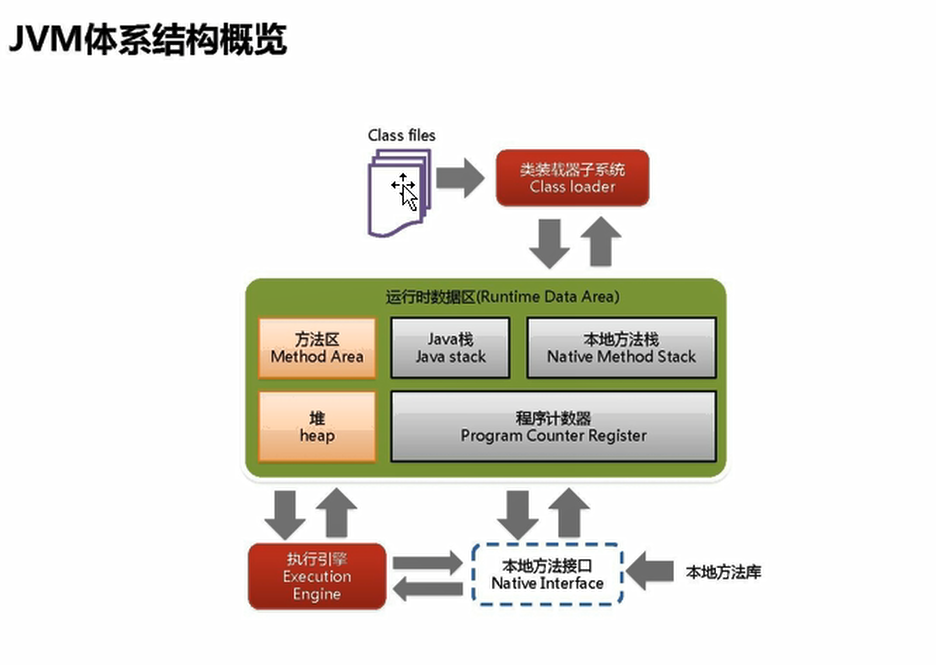 JVM体系结构概览
Class files
类装载器子系统
Class loader
运行时数据区(Runtime Data Area)
方法区
Method Area
Java栈
Java stack
本地方法栈
Native Method Stack
堆
heap
程序计数器
Program Counter Register
执行引擎
Execution
Engine
本地方法接口
Native Interface
本地方法库